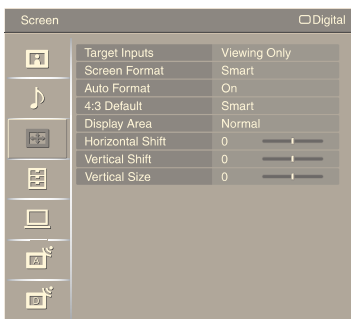 Screen Digital
Target Inputs Viewing Only
Screen Format Smart
Auto Format On
4:3 Default Smart
Display Area Normal
Horizontal Shift 0
Vertical Shift 0
Vertical Size 0
A
D